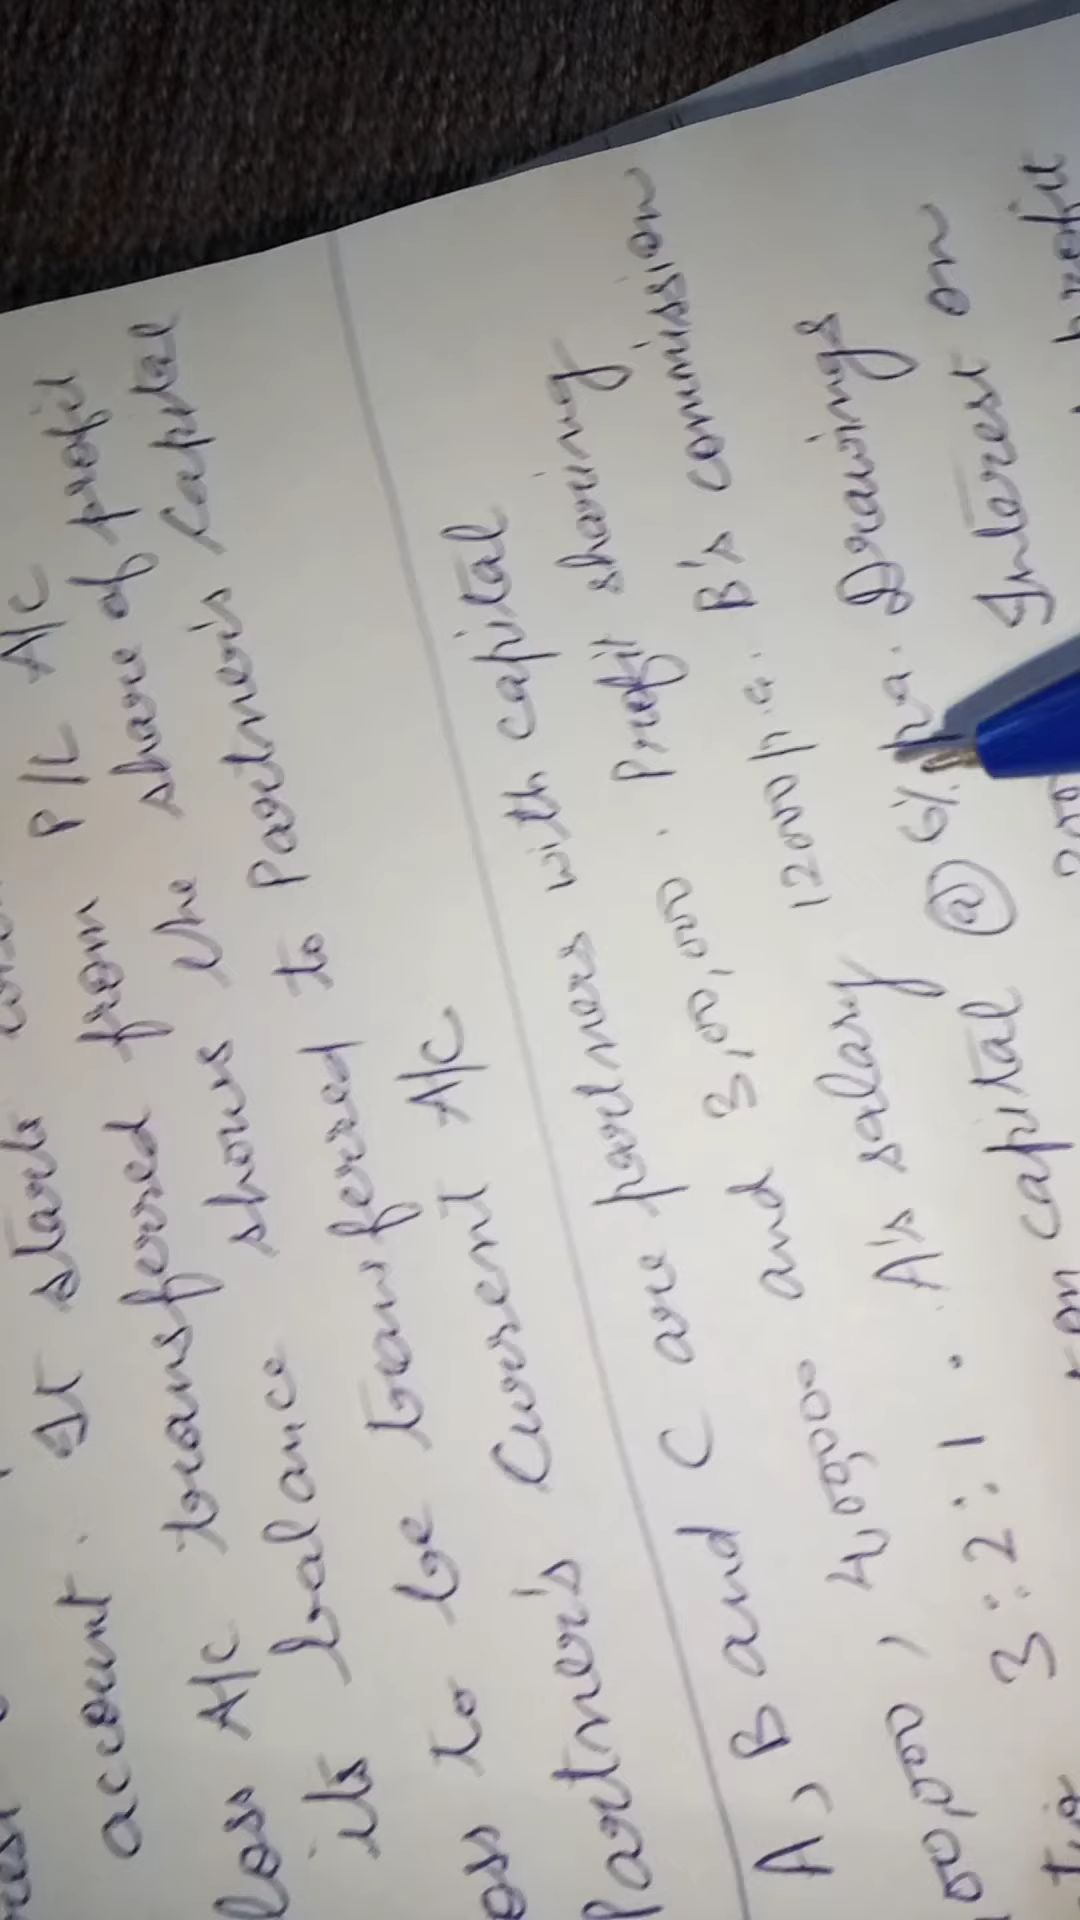 account. It starts P/L A/C
loss A/C transferred from share of profit
its balance shows the Partner's Capital
oss to be transferred to
Partner's Current A/C
A, B and C are partners with capital
00,000, 4,00,000 and 3,00,000. Profit sharing
3:2:1. A's salary 12000 p.a. B's commission
on capital @ 6% p.a. Drawings
Interest on
profit